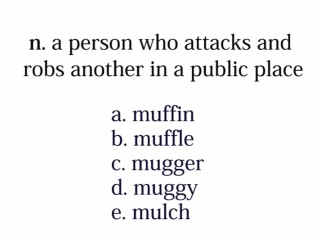 n. a person who attacks and
robs another in a public place
a. muffin
b. muffle
c. mugger
d. muggy
e. mulch